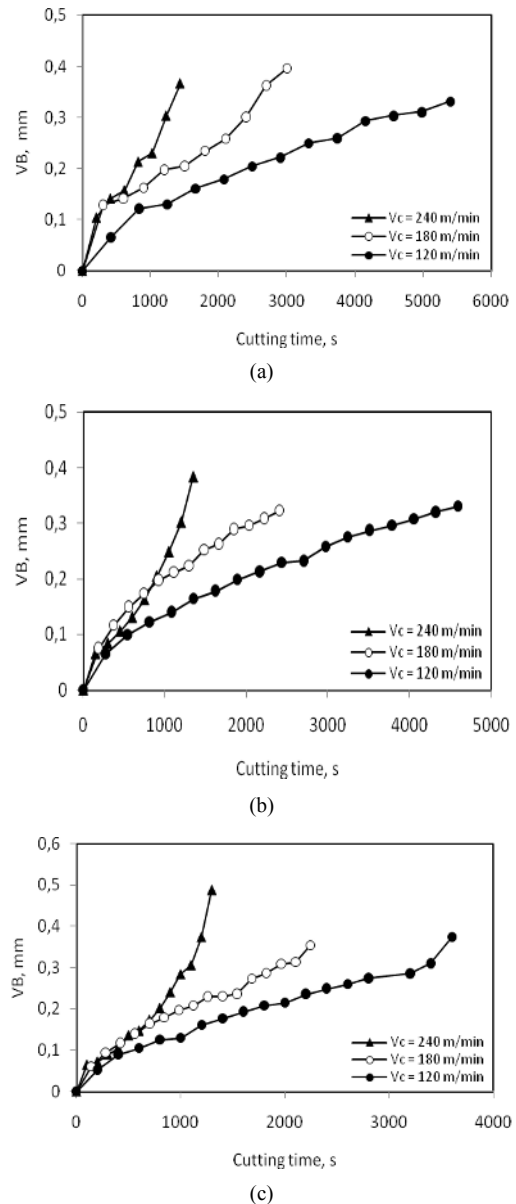 0,5
0,4
0,3
0,2
0,1
0
VB, mm
Vc = 240 m/min
Vc = 180 m/min
Vc = 120 m/min
0 1000 2000 3000 4000 5000 6000
Cutting time, s
(a)
0,5
0,4
0,3
0,2
0,1
0
VB, mm
Vc = 240 m/min
Vc = 180 m/min
Vc = 120 m/min
0 1000 2000 3000 4000 5000
Cutting time, s
(b)
0,6
0,5
0,4
0,3
0,2
0,1
0
VB, mm
Vc = 240 m/min
Vc = 180 m/min
Vc = 120 m/min
0 1000 2000 3000 4000
Cutting time, s
(c)